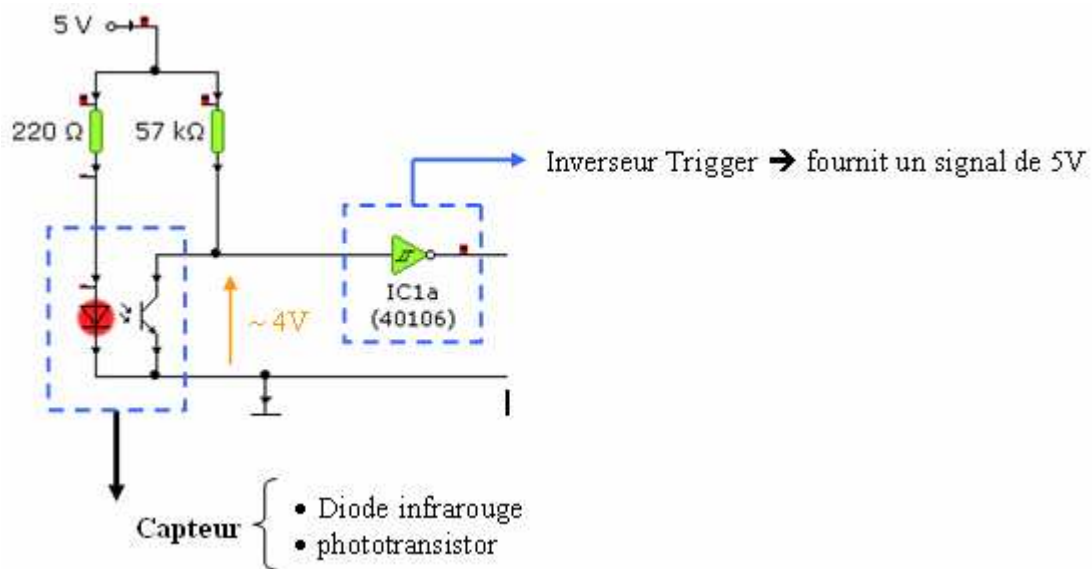 5 V
220 Ω
57 kΩ
Inverseur Trigger ➔ fournit un signal de 5V
IC1a
(40106)
~ 4V
Capteur
• Diode infrarouge
• phototransistor